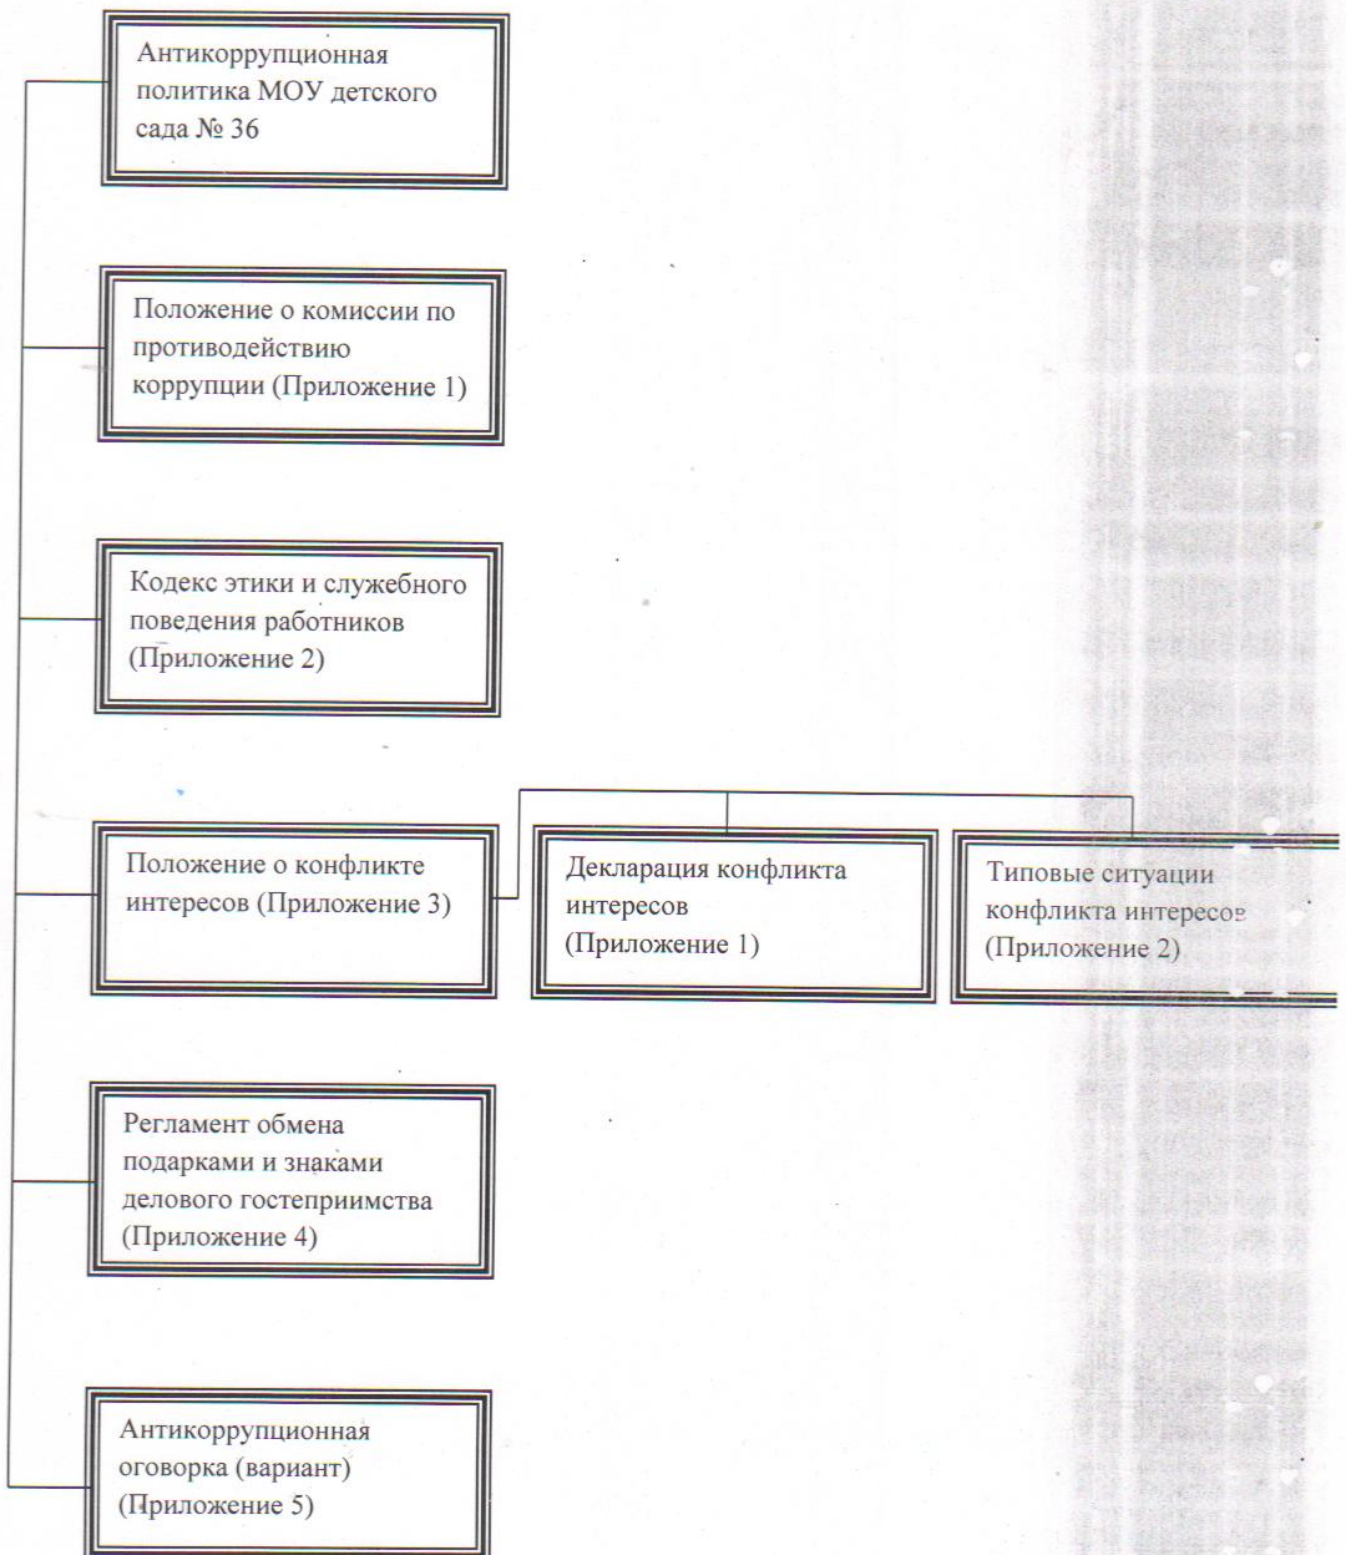 Антикоррупционная
политика МОУ детского
сада № 36
Положение о комиссии по
противодействию
коррупции (Приложение 1)
Кодекс этики и служебного
поведения работников
(Приложение 2)
Положение о конфликте
интересов (Приложение 3)
Декларация конфликта
интересов
(Приложение 1)
Типовые ситуации
конфликта интересов
(Приложение 2)
Регламент обмена
подарками и знаками
делового гостеприимства
(Приложение 4)
Антикоррупционная
оговорка (вариант)
(Приложение 5)